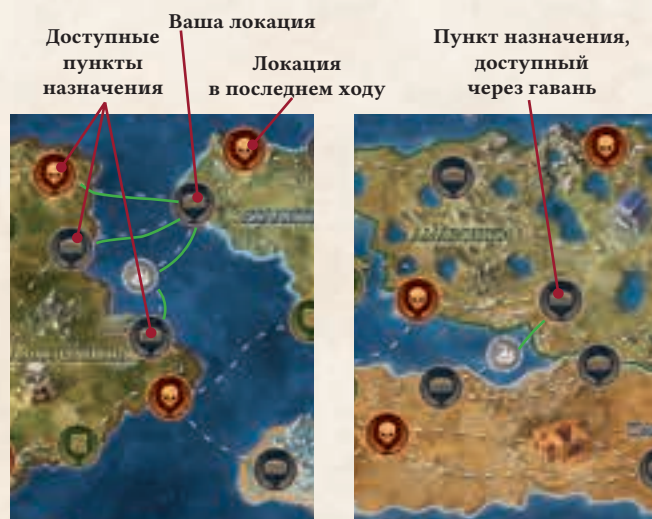 Ваша локация
Доступные
пункты
назначения
Локация
в последнем ходу
Пункт назначения,
доступный
через гавань